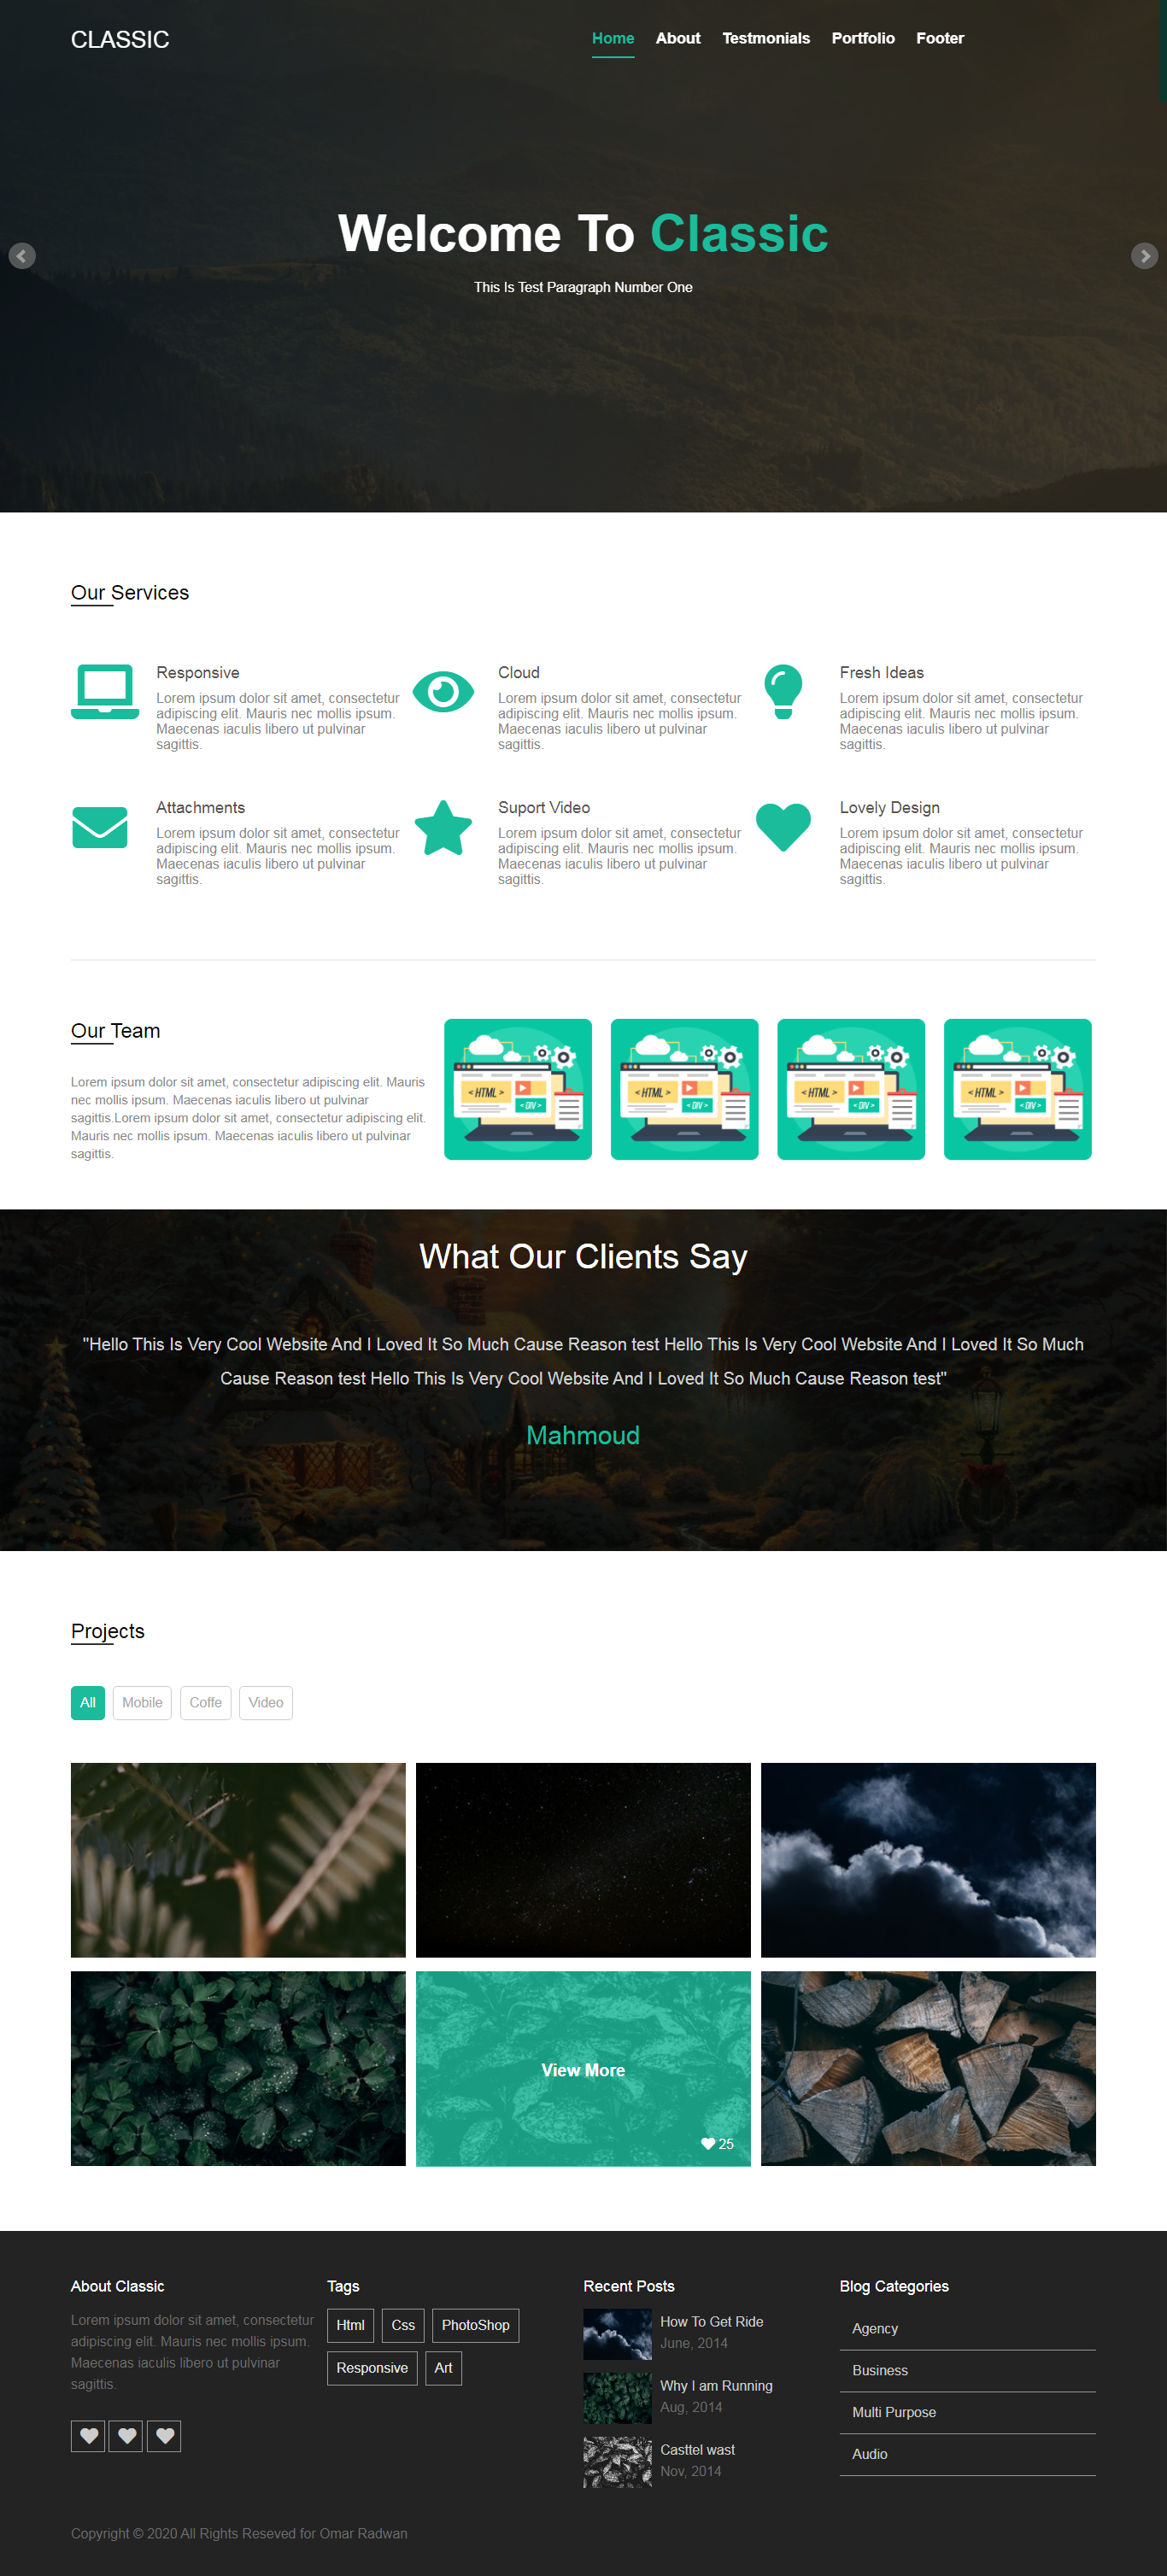 CLASSIC
Home About Testmonials Portfolio Footer
Welcome To Classic
This Is Test Paragraph Number One
Our Services
Responsive
Lorem ipsum dolor sit amet, consectetur
adipiscing elit. Mauris nec mollis ipsum.
Maecenas iaculis libero ut pulvinar
sagittis.
Cloud
Lorem ipsum dolor sit amet, consectetur
adipiscing elit. Mauris nec mollis ipsum.
Maecenas iaculis libero ut pulvinar
sagittis.
Fresh Ideas
Lorem ipsum dolor sit amet, consectetur
adipiscing elit. Mauris nec mollis ipsum.
Maecenas iaculis libero ut pulvinar
sagittis.
Attachments
Lorem ipsum dolor sit amet, consectetur
adipiscing elit. Mauris nec mollis ipsum.
Maecenas iaculis libero ut pulvinar
sagittis.
Suport Video
Lorem ipsum dolor sit amet, consectetur
adipiscing elit. Mauris nec mollis ipsum.
Maecenas iaculis libero ut pulvinar
sagittis.
Lovely Design
Lorem ipsum dolor sit amet, consectetur
adipiscing elit. Mauris nec mollis ipsum.
Maecenas iaculis libero ut pulvinar
sagittis.
Our Team
Lorem ipsum dolor sit amet, consectetur adipiscing elit. Mauris
nec mollis ipsum. Maecenas iaculis libero ut pulvinar
sagittis.Lorem ipsum dolor sit amet, consectetur adipiscing elit.
Mauris nec mollis ipsum. Maecenas iaculis libero ut pulvinar
sagittis.
< HTML >
< DIV >
< HTML >
< DIV >
< HTML >
< DIV >
< HTML >
< DIV >
What Our Clients Say
"Hello This Is Very Cool Website And I Loved It So Much Cause Reason test Hello This Is Very Cool Website And I Loved It So Much
Cause Reason test Hello This Is Very Cool Website And I Loved It So Much Cause Reason test"
Mahmoud
Projects
All Mobile Coffe Video
View More
25
About Classic
Lorem ipsum dolor sit amet, consectetur
adipiscing elit. Mauris nec mollis ipsum.
Maecenas iaculis libero ut pulvinar
sagittis.
Tags
Html Css PhotoShop
Responsive Art
Recent Posts
How To Get Ride
June, 2014
Why I am Running
Aug, 2014
Casttel wast
Nov, 2014
Blog Categories
Agency
Business
Multi Purpose
Audio
Copyright © 2020 All Rights Reseved for Omar Radwan